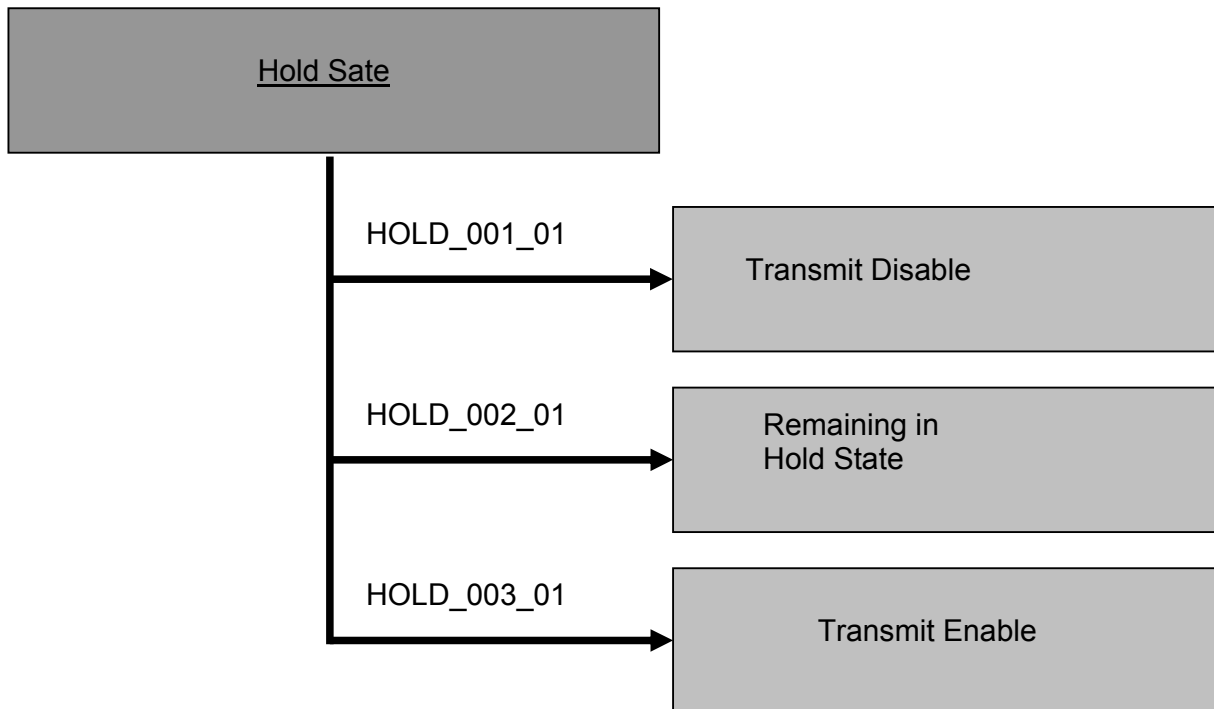 Hold Sate
HOLD_001_01
Transmit Disable
HOLD_002_01
Remaining in
Hold State
HOLD_003_01
Transmit Enable